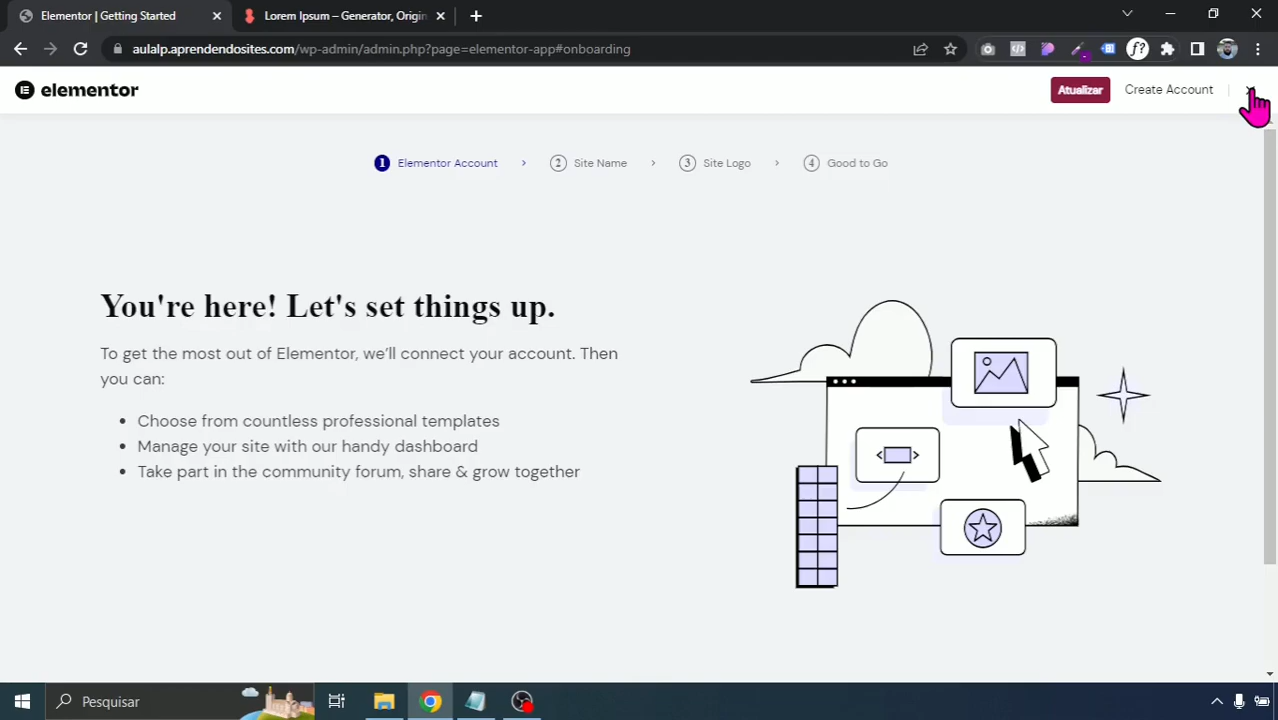 Elementor | Getting Started
Lorem Ipsum – Generator, Origin
aulalp.aprendendosites.com/wp-admin/admin.php?page=elementor-app#onboarding
f?
elementor
Atualizar
Create Account
1 Elementor Account
2 Site Name
3 Site Logo
4 Good to Go
You're here! Let's set things up.
To get the most out of Elementor, we'll connect your account. Then
you can:
Choose from countless professional templates
Manage your site with our handy dashboard
Take part in the community forum, share & grow together
Pesquisar